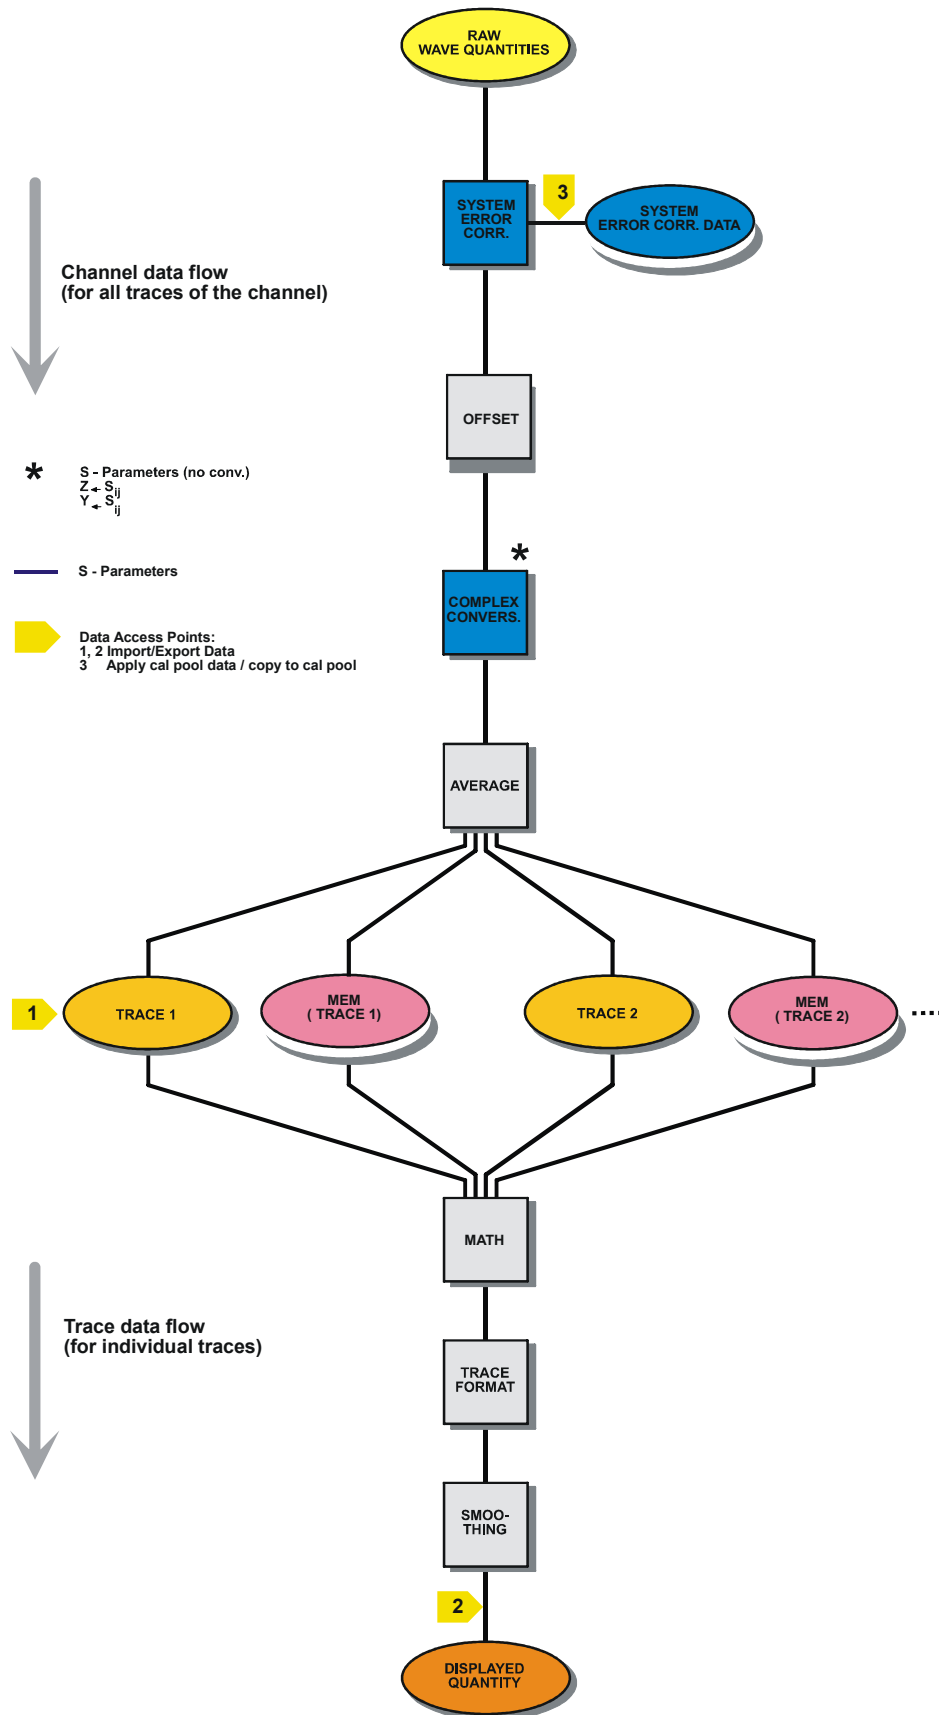 RAW
WAVE QUANTITIES
SYSTEM
ERROR
CORR.
3
SYSTEM
ERROR CORR. DATA
Channel data flow
(for all traces of the channel)
OFFSET
* S - Parameters (no conv.)
Z ← Sij
Y ← Sij
*
COMPLEX
CONVERS.
S - Parameters
Data Access Points:
1, 2 Import/Export Data
3 Apply cal pool data / copy to cal pool
AVERAGE
1
TRACE 1
MEM
( TRACE 1)
TRACE 2
MEM
( TRACE 2)
MATH
Trace data flow
(for individual traces)
TRACE
FORMAT
SMOO-
THING
2
DISPLAYED
QUANTITY